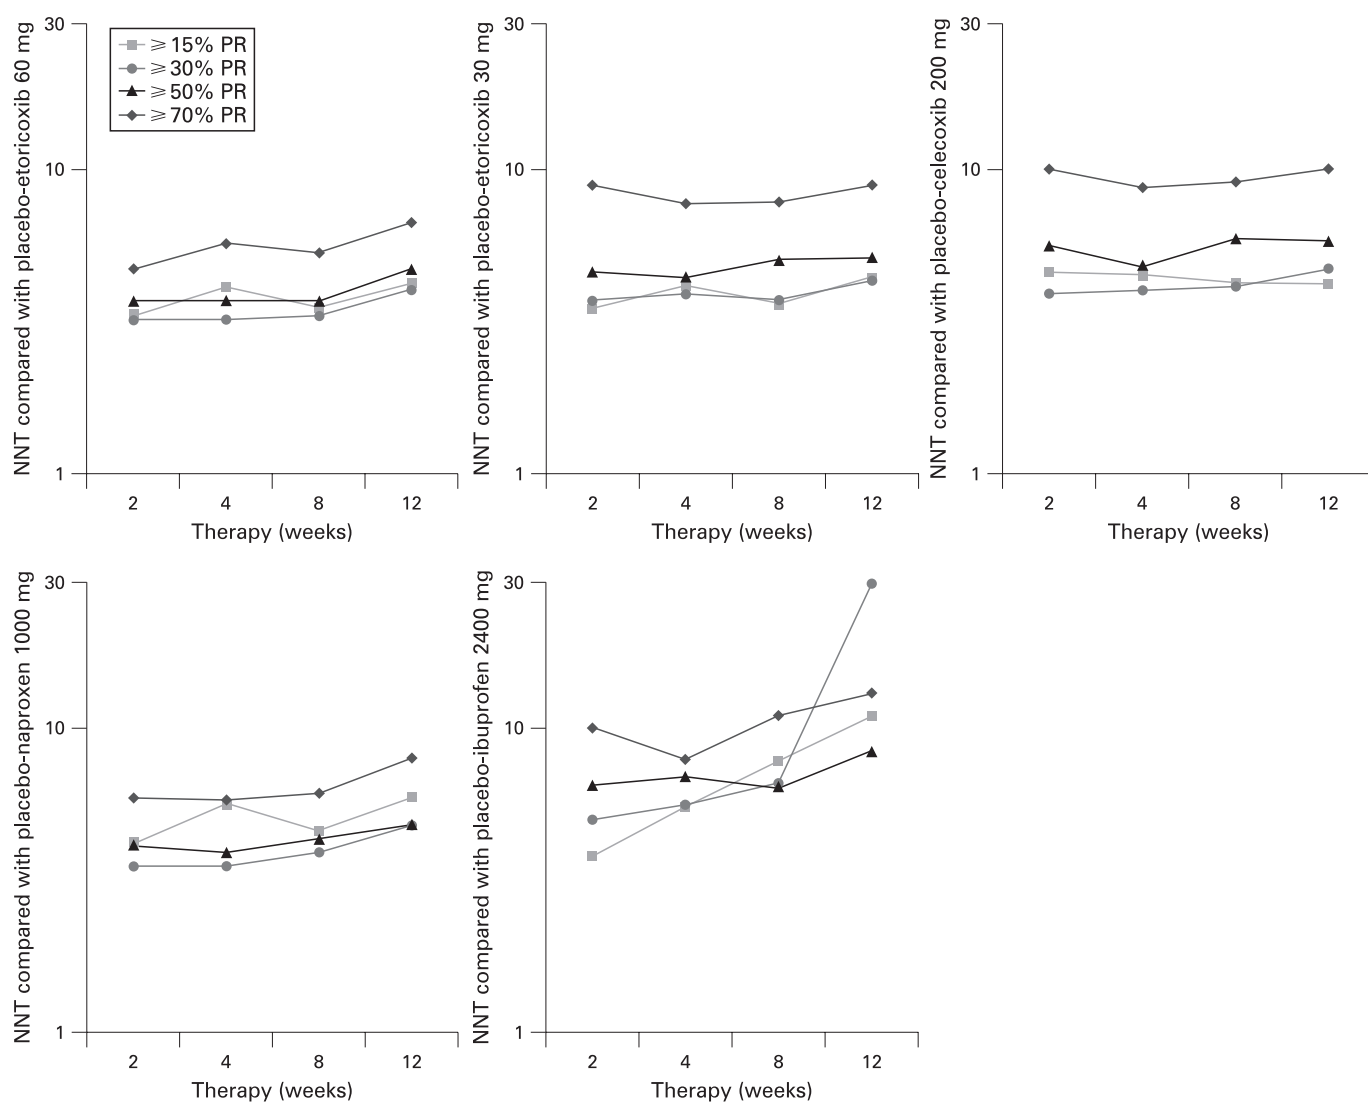 NNT compared with placebo-etoricoxib 60 mg
30
10
1
⩾ 15% PR
⩾ 30% PR
⩾ 50% PR
⩾ 70% PR
2 4 8 12
Therapy (weeks)
NNT compared with placebo-etoricoxib 30 mg
30
10
1
2 4 8 12
Therapy (weeks)
NNT compared with placebo-celecoxib 200 mg
30
10
1
2 4 8 12
Therapy (weeks)
NNT compared with placebo-naproxen 1000 mg
30
10
1
2 4 8 12
Therapy (weeks)
NNT compared with placebo-ibuprofen 2400 mg
30
10
1
2 4 8 12
Therapy (weeks)